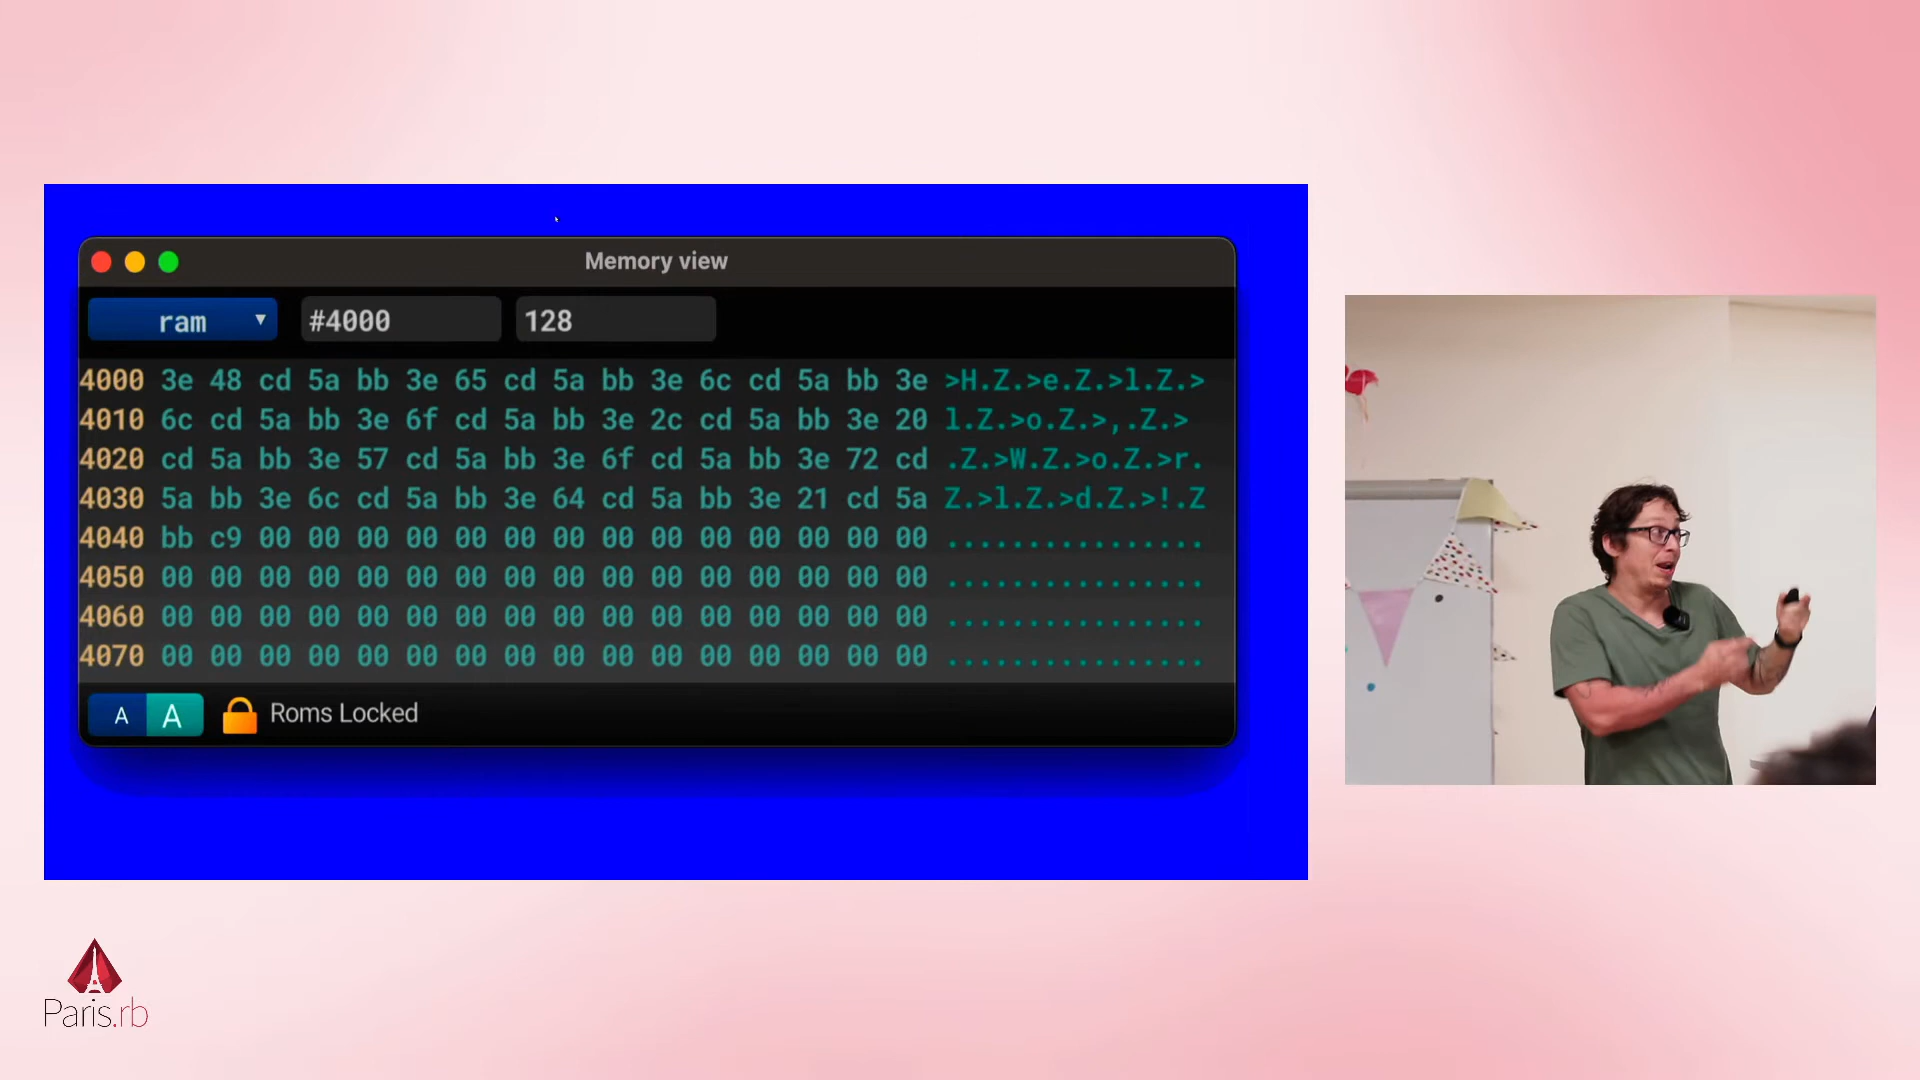 Memory view
ram ▼ #4000 128
4000 3e 48 cd 5a bb 3e 65 cd 5a bb 3e 6c cd 5a bb 3e >H.Z.>e.Z.>l.Z.>
4010 6c cd 5a bb 3e 6f cd 5a bb 3e 2c cd 5a bb 3e 20 l.Z.>o.Z.>,.Z.>
4020 cd 5a bb 3e 57 cd 5a bb 3e 6f cd 5a bb 3e 72 cd .Z.>W.Z.>o.Z.>r.
4030 5a bb 3e 6c cd 5a bb 3e 64 cd 5a bb 3e 21 cd 5a Z.>l.Z.>d.Z.>!.Z
4040 bb c9 00 00 00 00 00 00 00 00 00 00 00 00 00 00 ................
4050 00 00 00 00 00 00 00 00 00 00 00 00 00 00 00 00 ................
4060 00 00 00 00 00 00 00 00 00 00 00 00 00 00 00 00 ................
4070 00 00 00 00 00 00 00 00 00 00 00 00 00 00 00 00 ................
A A Roms Locked
Paris.rb